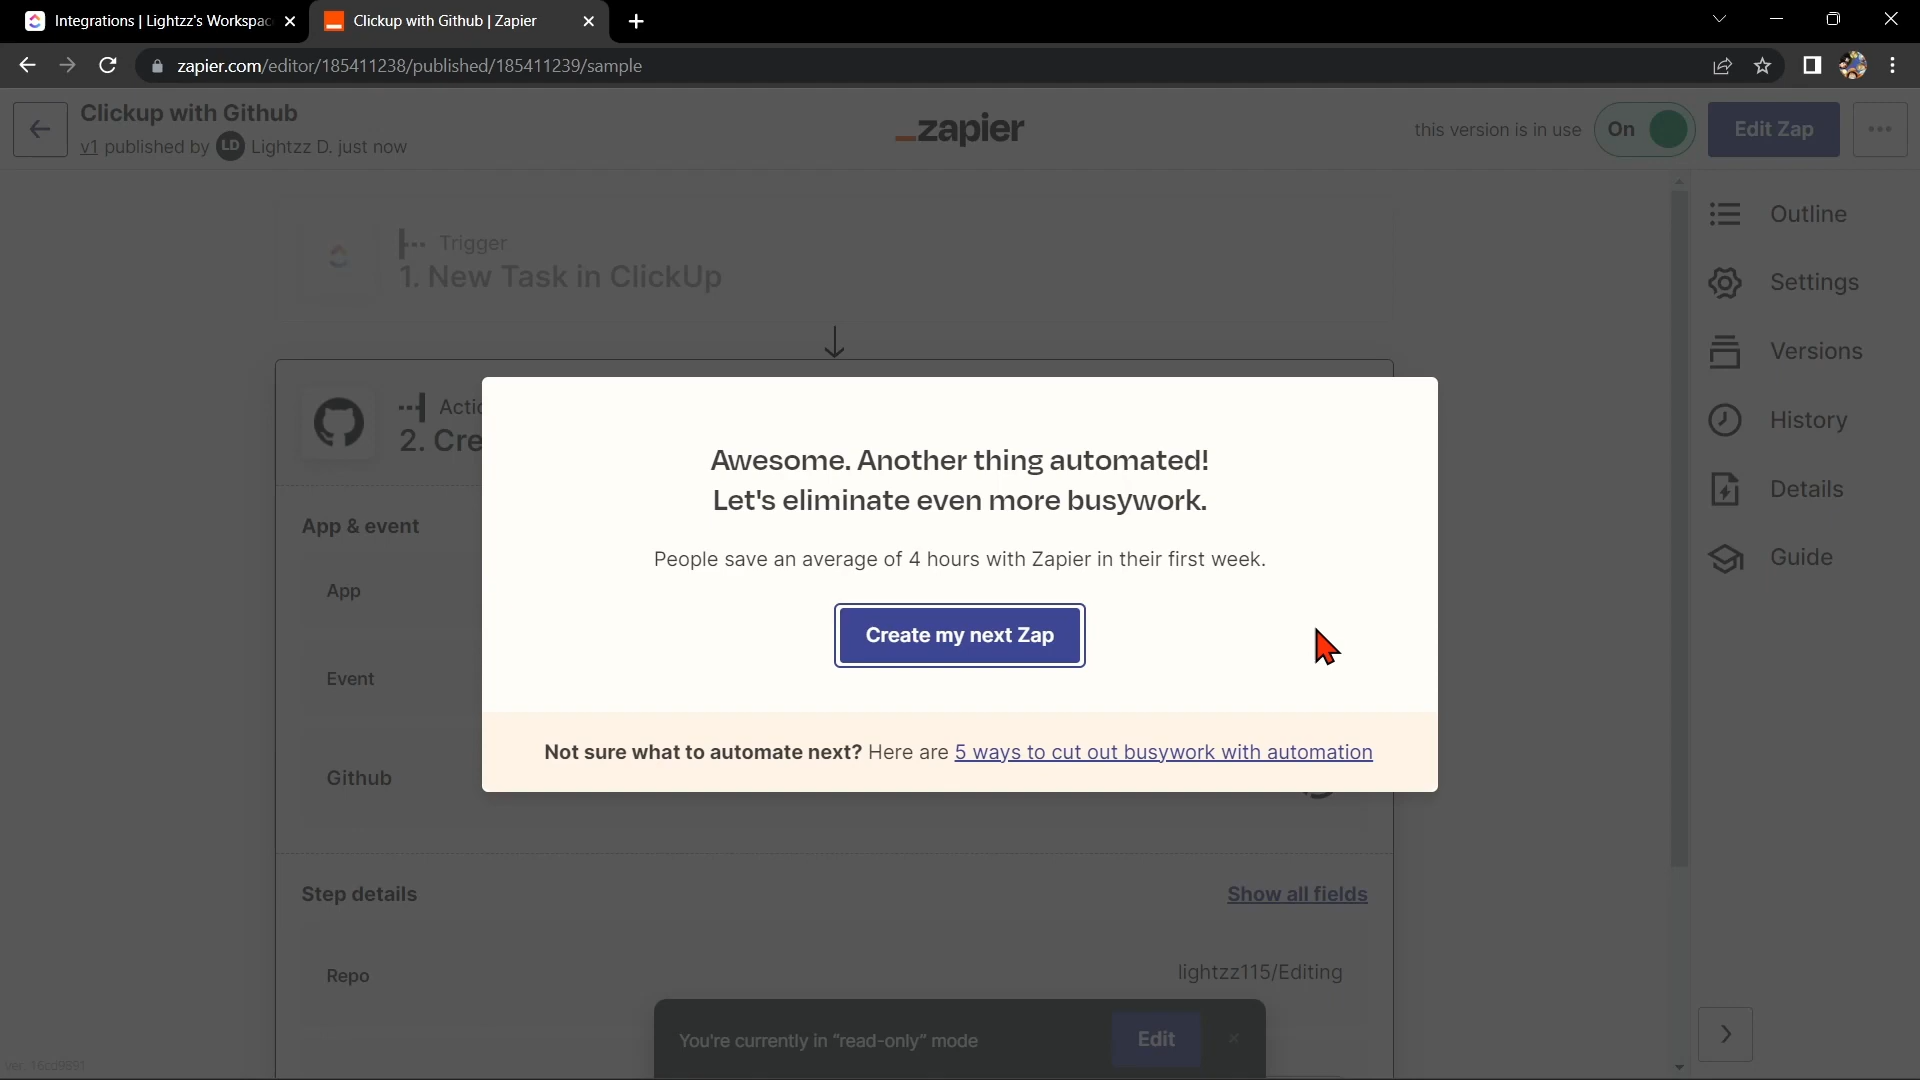 Integrations | Lightzz's Workspac
Clickup with Github | Zapier
zapier.com/editor/185411238/published/185411239/sample
Clickup with Github
v1 published by LD Lightzz D. just now
_zapier
this version is in use
On
Edit Zap
Trigger
1. New Task in ClickUp
Actic
2. Cre
App & event
App
Event
Github
Awesome. Another thing automated!
Let's eliminate even more busywork.
People save an average of 4 hours with Zapier in their first week.
Create my next Zap
Not sure what to automate next? Here are 5 ways to cut out busywork with automation
Step details
Show all fields
Repo
lightzz115/Editing
You're currently in “read-only” mode
Edit
Outline
Settings
Versions
History
Details
Guide